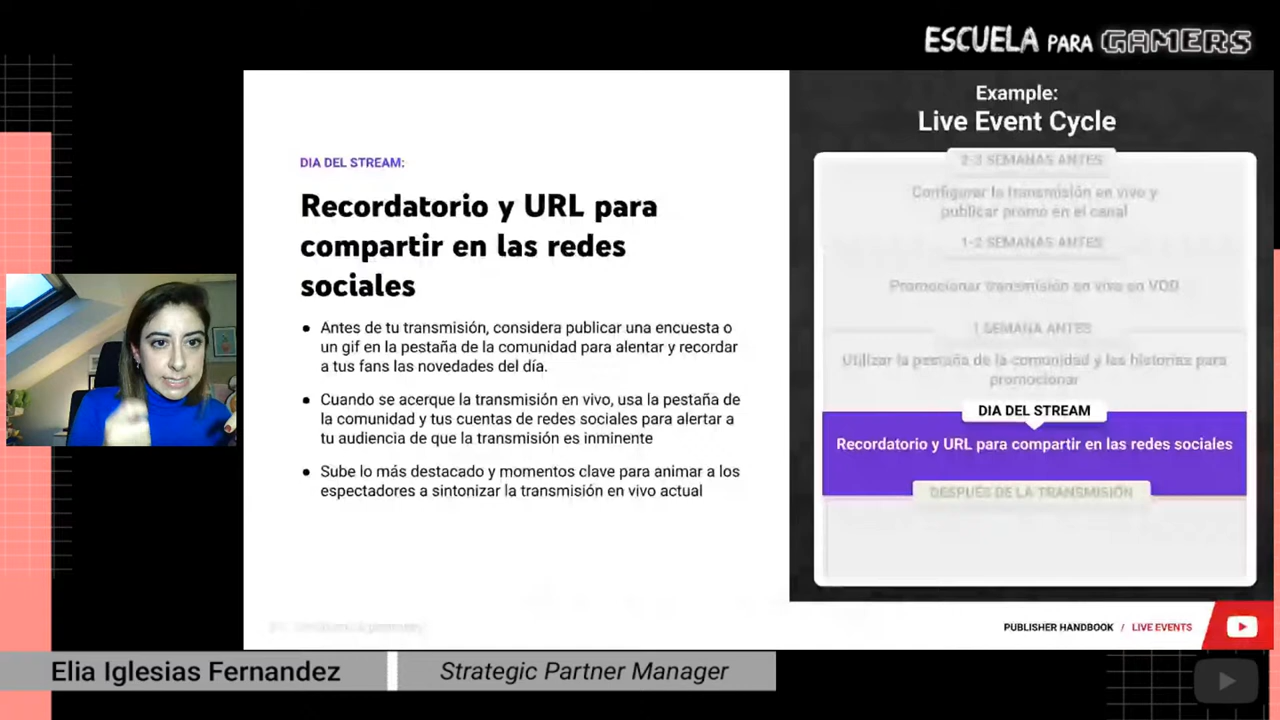 ESCUELA PARA GAMERS
DIA DEL STREAM:
Recordatorio y URL para
compartir en las redes
sociales
● Antes de tu transmisión, considera publicar una encuesta o
un gif en la pestaña de la comunidad para alentar y recordar
a tus fans las novedades del día.
● Cuando se acerque la transmisión en vivo, usa la pestaña de
la comunidad y tus cuentas de redes sociales para alertar a
tu audiencia de que la transmisión es inminente
● Sube lo más destacado y momentos clave para animar a los
espectadores a sintonizar la transmisión en vivo actual
Example:
Live Event Cycle
2-3 SEMANAS ANTES
Configurar la transmisión en vivo y
publicar promo en el canal
1-2 SEMANAS ANTES
Promocionar transmisión en vivo en VOD
1 SEMANA ANTES
Utilizar la pestaña de la comunidad y las historias para
promocionar
DIA DEL STREAM
Recordatorio y URL para compartir en las redes sociales
DESPUÉS DE LA TRANSMISIÓN
PUBLISHER HANDBOOK / LIVE EVENTS
Elia Iglesias Fernandez
Strategic Partner Manager